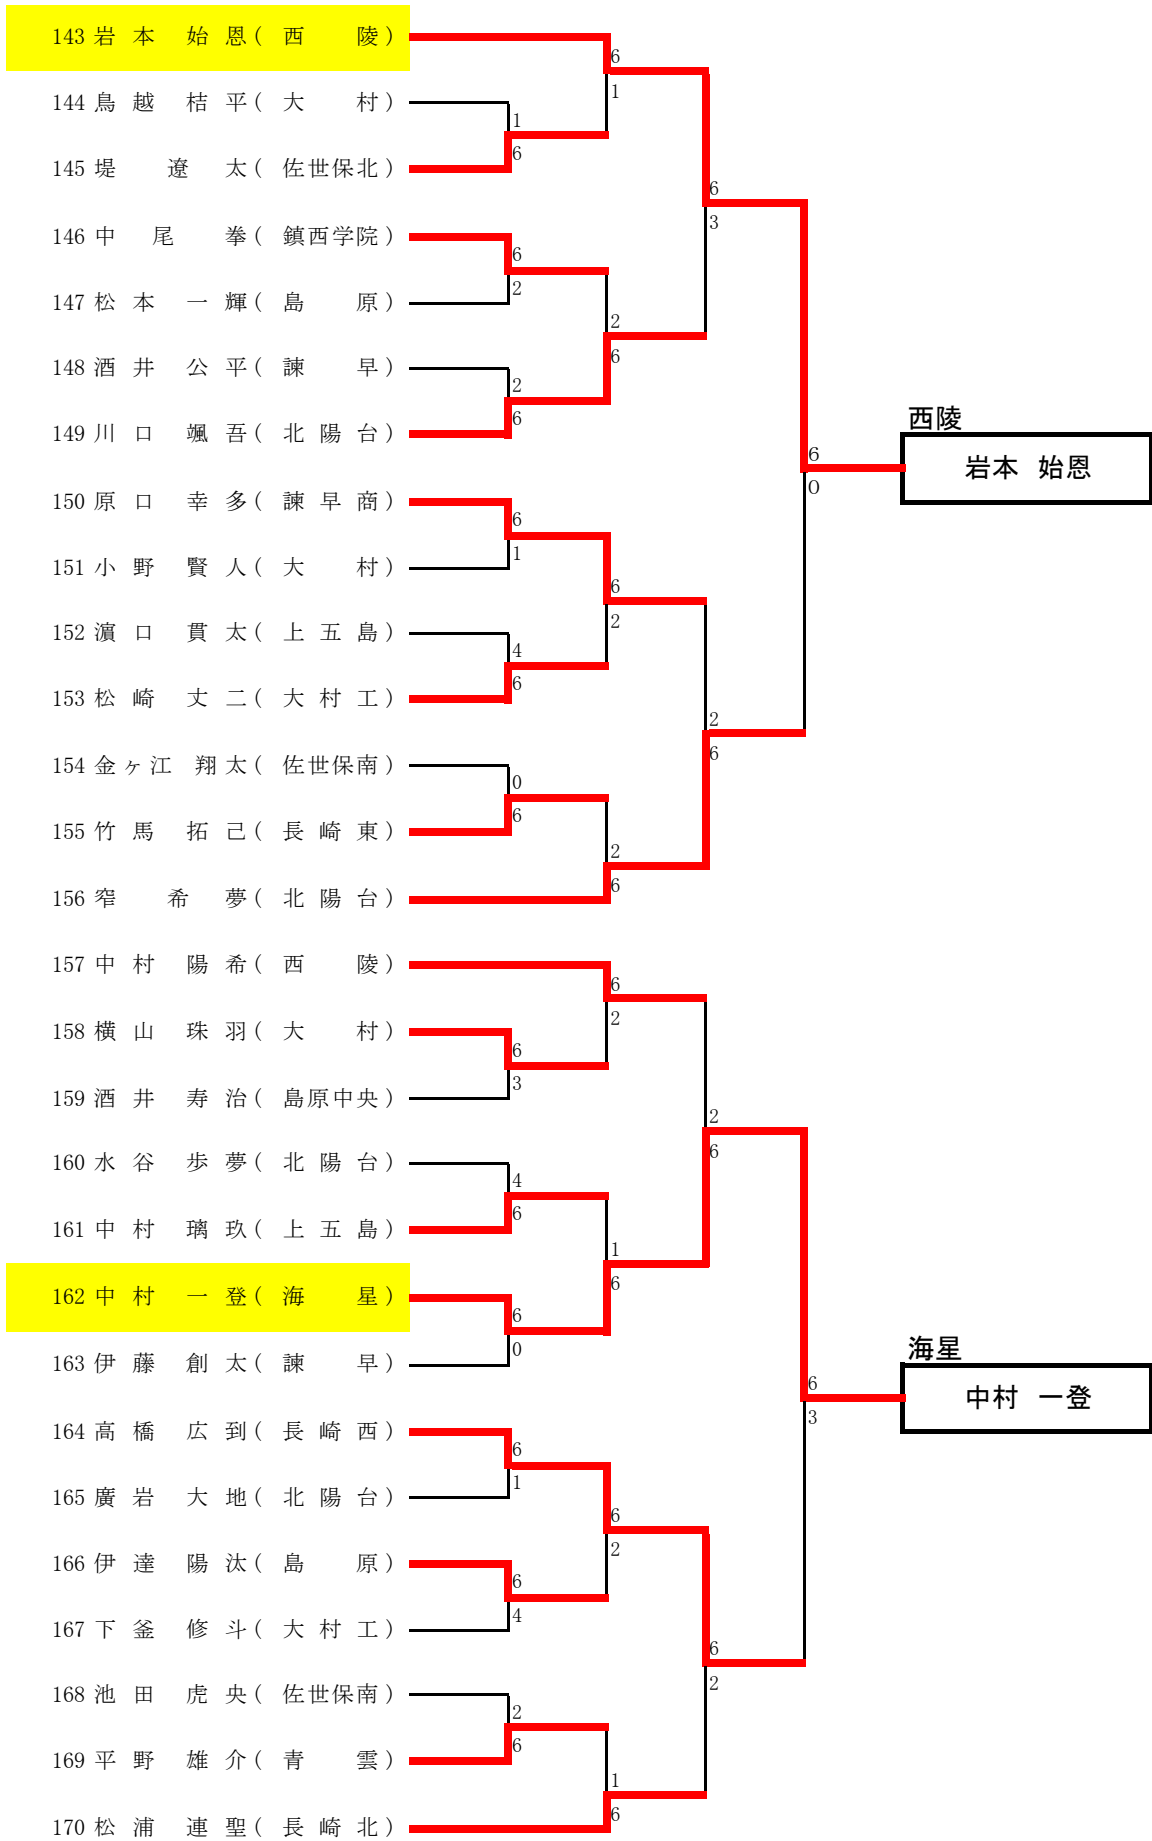 143 岩本 始恩(西 陵)
6
1
144 鳥越 桔平(大 村)
1
6
145 堤 遼太(佐世保北)
6
3
146 中尾 拳(鎮西学院)
6
2
147 松本 一輝(島 原)
2
6
148 酒井 公平(諫 早)
2
6
149 川口 颯吾(北陽台)
西陵
岩本 始恩
6
0
150 原口 幸多(諫早商)
6
1
151 小野 賢人(大 村)
6
2
152 濵口 貫太(上五島)
4
6
153 松崎 丈二(大村工)
2
6
154 金ヶ江 翔太(佐世保南)
0
6
155 竹馬 拓己(長崎東)
2
6
156 窄 希夢(北陽台)
157 中村 陽希(西 陵)
6
2
158 横山 珠羽(大 村)
6
3
159 酒井 寿治(島原中央)
2
6
160 水谷 歩夢(北陽台)
4
6
161 中村 璃玖(上五島)
1
6
162 中村 一登(海 星)
6
0
163 伊藤 創太(諫 早)
海星
中村 一登
6
3
164 高橋 広到(長崎西)
6
1
165 廣岩 大地(北陽台)
6
2
166 伊達 陽汰(島 原)
6
4
167 下釜 修斗(大村工)
6
2
168 池田 虎央(佐世保南)
2
6
169 平野 雄介(青 雲)
1
6
170 松浦 連聖(長崎北)